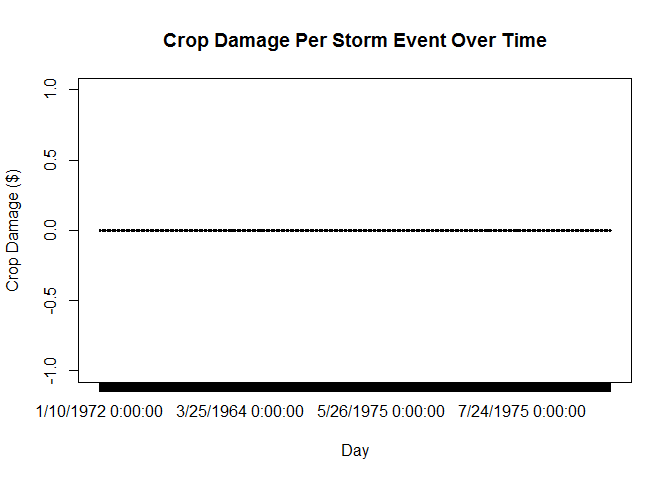 Crop Damage Per Storm Event Over Time
Crop Damage ($)
1.0
0.5
0.0
-0.5
-1.0
1/10/1972 0:00:00 3/25/1964 0:00:00 5/26/1975 0:00:00 7/24/1975 0:00:00
Day